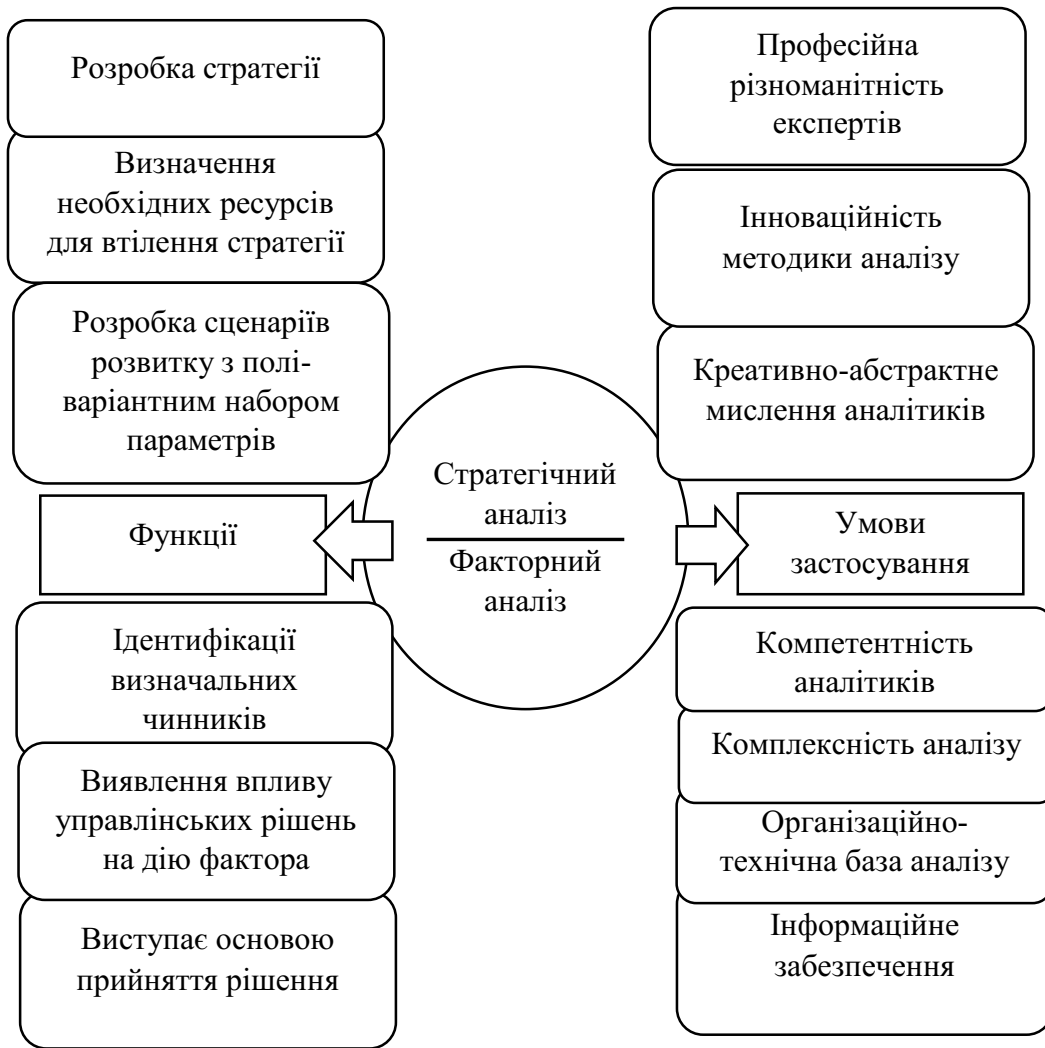 Розробка стратегії
Визначення
необхідних ресурсів
для втілення стратегії
Розробка сценаріїв
розвитку з полі-
варіантним набором
параметрів
Функції
Ідентифікації
визначальних
чинників
Виявлення впливу
управлінських рішень
на дію фактора
Виступає основою
прийняття рішення
Стратегічний
аналіз
Факторний
аналіз
Професійна
різноманітність
експертів
Інноваційність
методики аналізу
Креативно-абстрактне
мислення аналітиків
Умови
застосування
Компетентність
аналітиків
Комплексність аналізу
Організаційно-
технічна база аналізу
Інформаційне
забезпечення